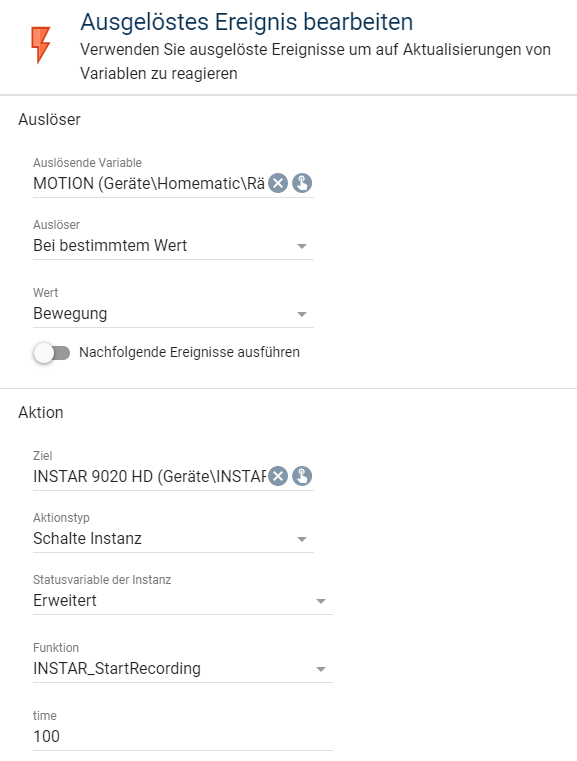 Ausgelöstes Ereignis bearbeiten
Verwenden Sie ausgelöste Ereignisse um auf Aktualisierungen von
Variablen zu reagieren
Auslöser
Auslösende Variable
MOTION (Geräte\Homematic\Rä
Auslöser
Bei bestimmtem Wert
Wert
Bewegung
Nachfolgende Ereignisse ausführen
Aktion
Ziel
INSTAR 9020 HD (Geräte\INSTAR
Aktionstyp
Schalte Instanz
Statusvariable der Instanz
Erweitert
Funktion
INSTAR_StartRecording
time
100